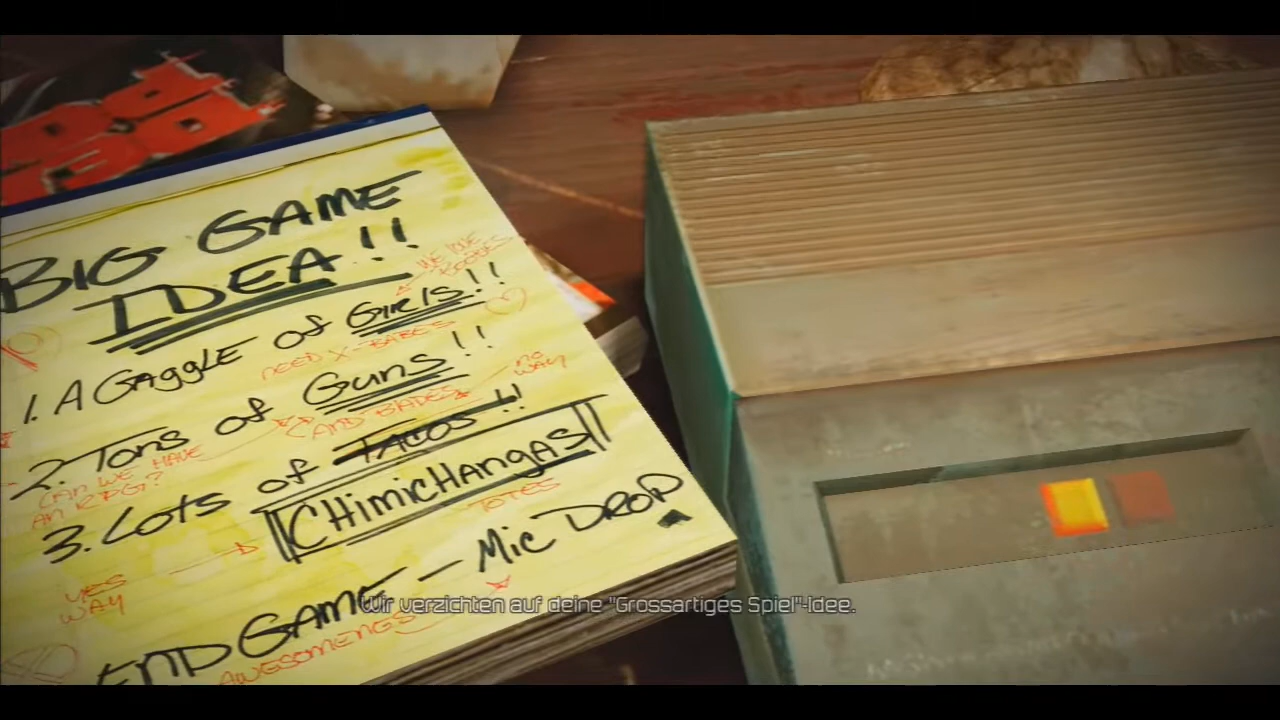 BIG GAME
IDEA!!
WE LOVE
BOOBIES
1. A GAGGLE of GIRLS!!
NEED X-BABES
2. TONS of GUNS!!
(AND BLADES)
NO
WAY
CAN WE HAVE
AN RPG?
3. LOTS of TACOS!!
CHIMICHANGAS
TOTES
YES
WAY
END GAME - MIC DROP
AWESOMENESS
Wir verzichten auf deine "Grossartiges Spiel"-Idee.